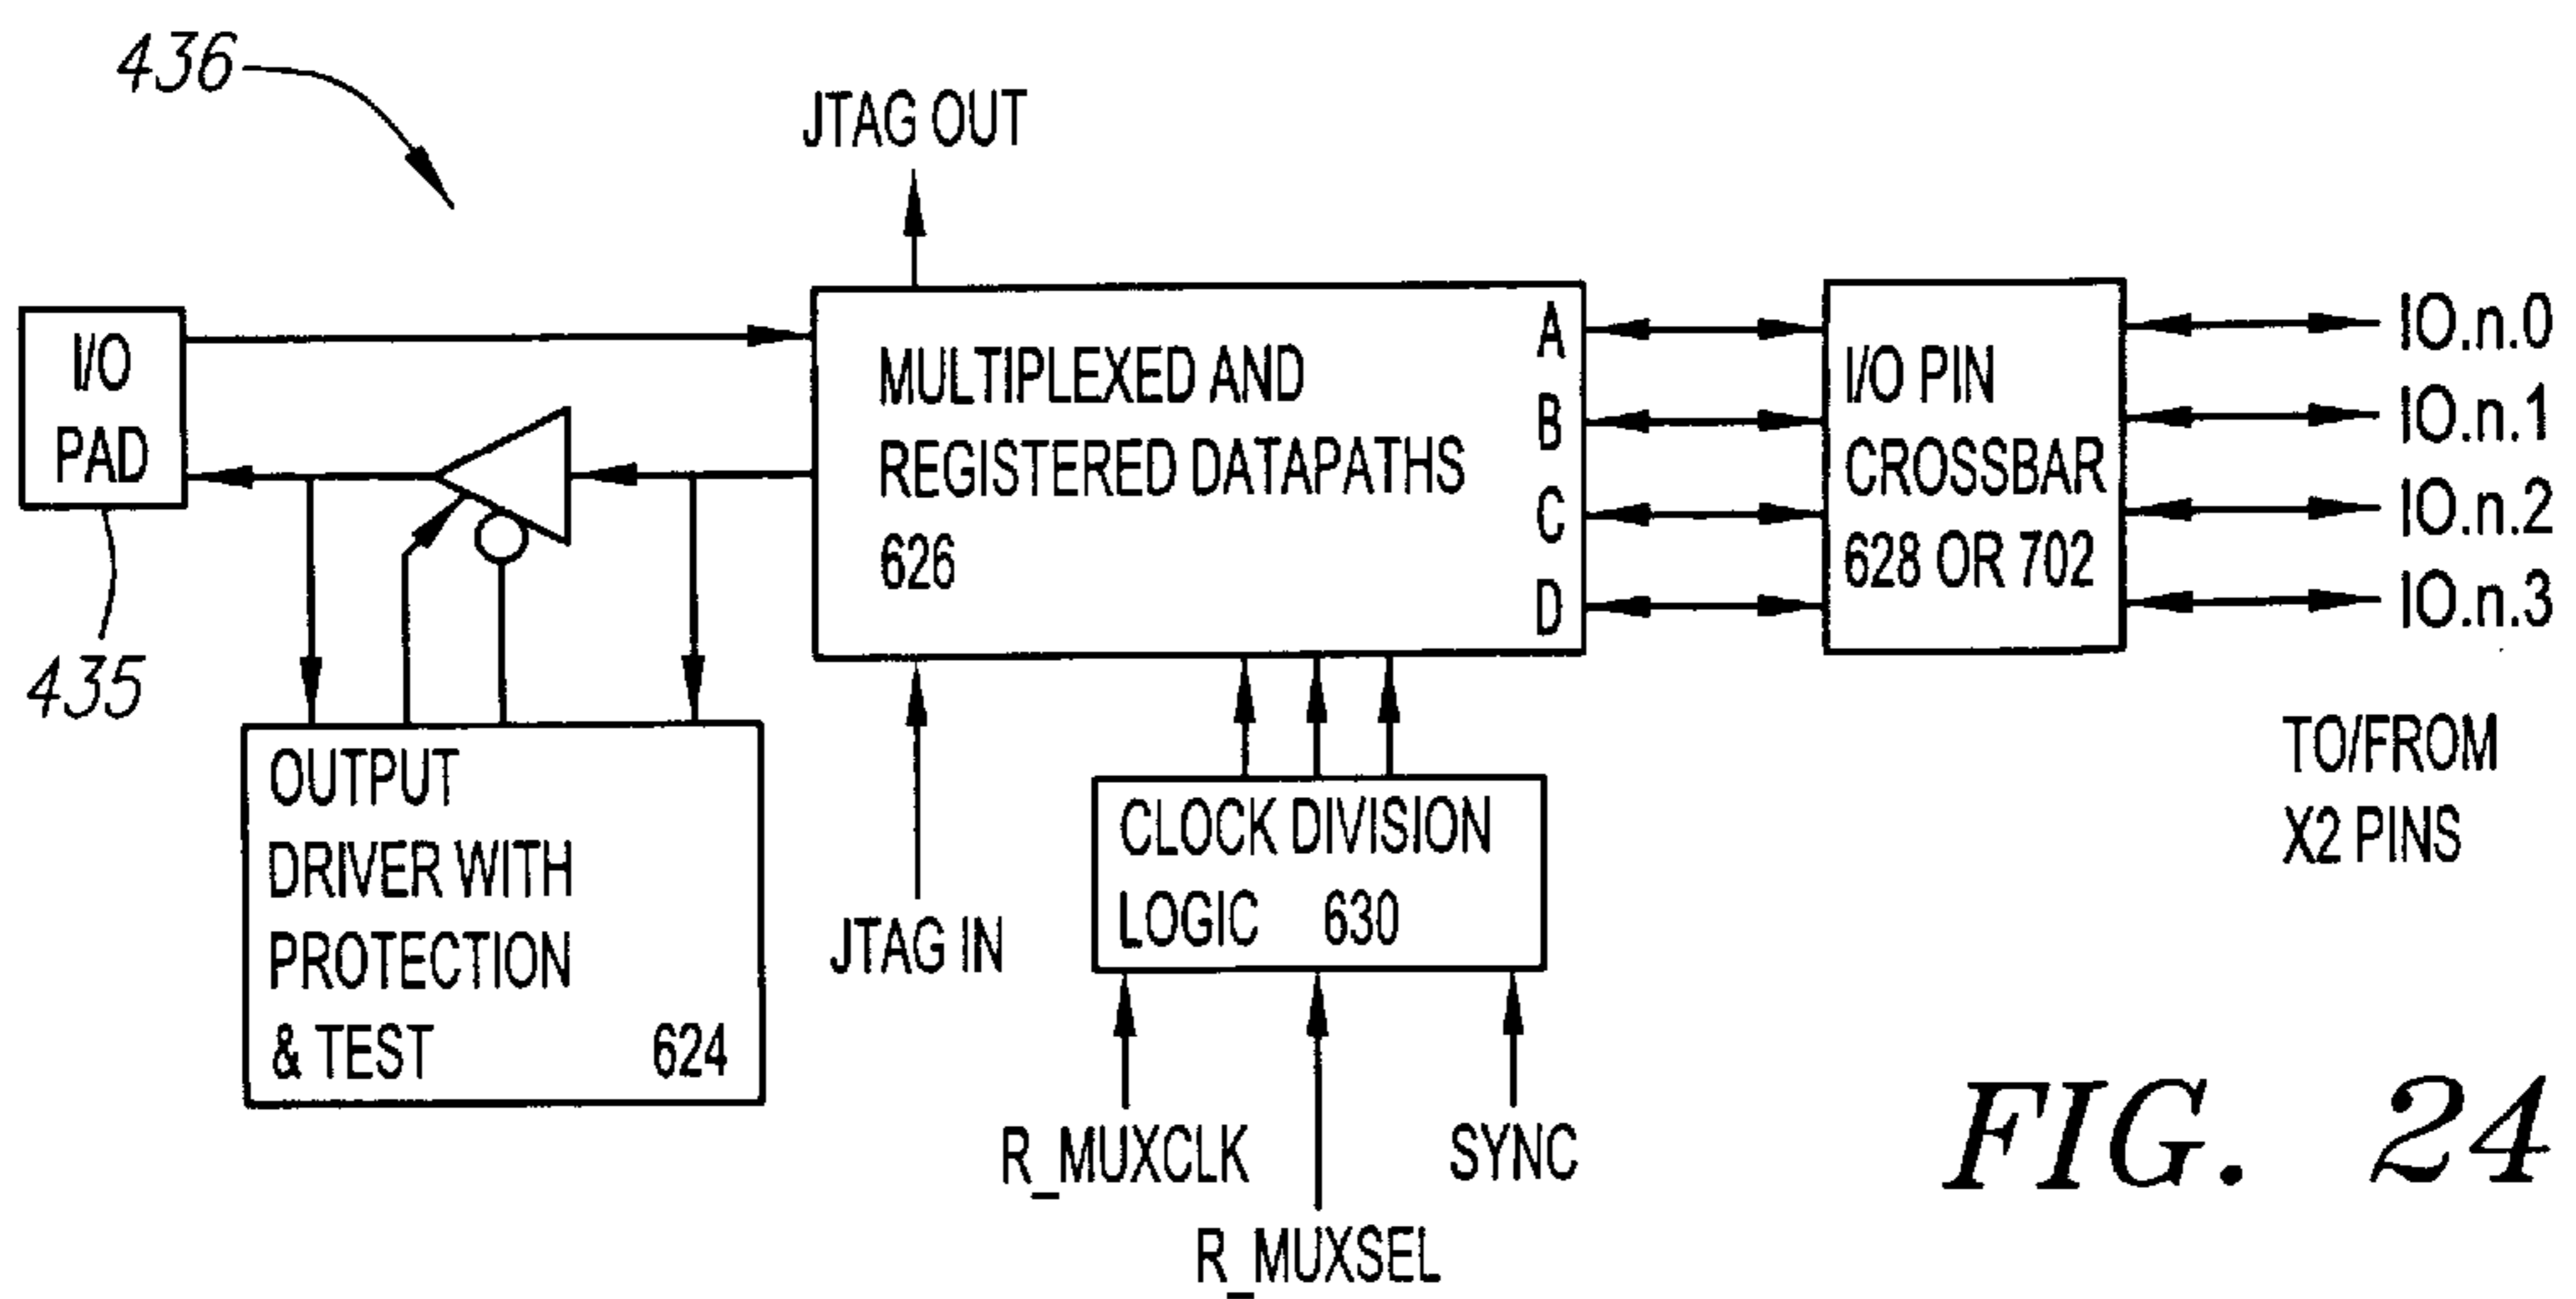 436
JTAG OUT
I/O
PAD
435
MULTIPLEXED AND
REGISTERED DATAPATHS
626
A
B
C
D
I/O PIN
CROSSBAR
628 OR 702
IO.n.0
IO.n.1
IO.n.2
IO.n.3
TO/FROM
X2 PINS
OUTPUT
DRIVER WITH
PROTECTION
& TEST 624
JTAG IN
CLOCK DIVISION
LOGIC 630
R_MUXCLK
R_MUXSEL
SYNC
FIG. 24